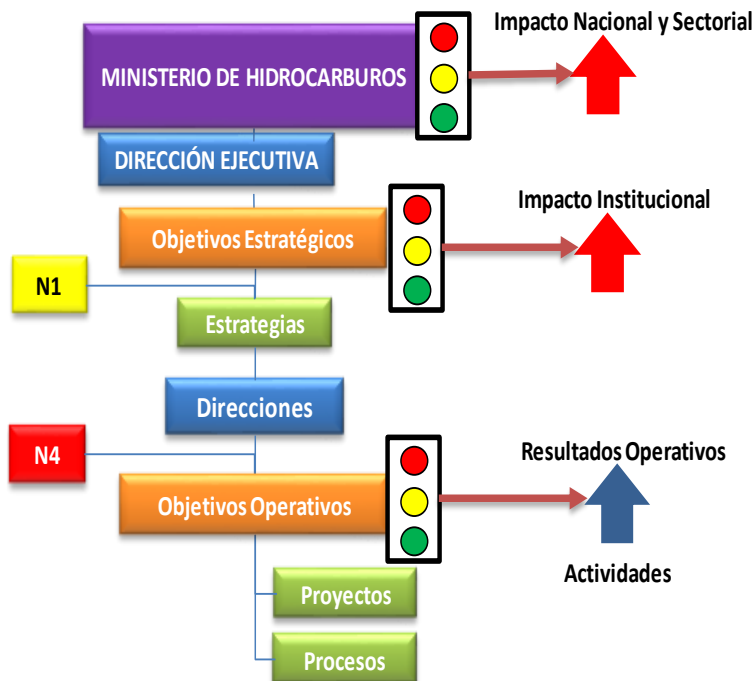 Impacto Nacional y Sectorial
MINISTERIO DE HIDROCARBUROS
DIRECCIÓN EJECUTIVA
Impacto Institucional
Objetivos Estratégicos
N1
Estrategias
Direcciones
N4
Resultados Operativos
Objetivos Operativos
Actividades
Proyectos
Procesos